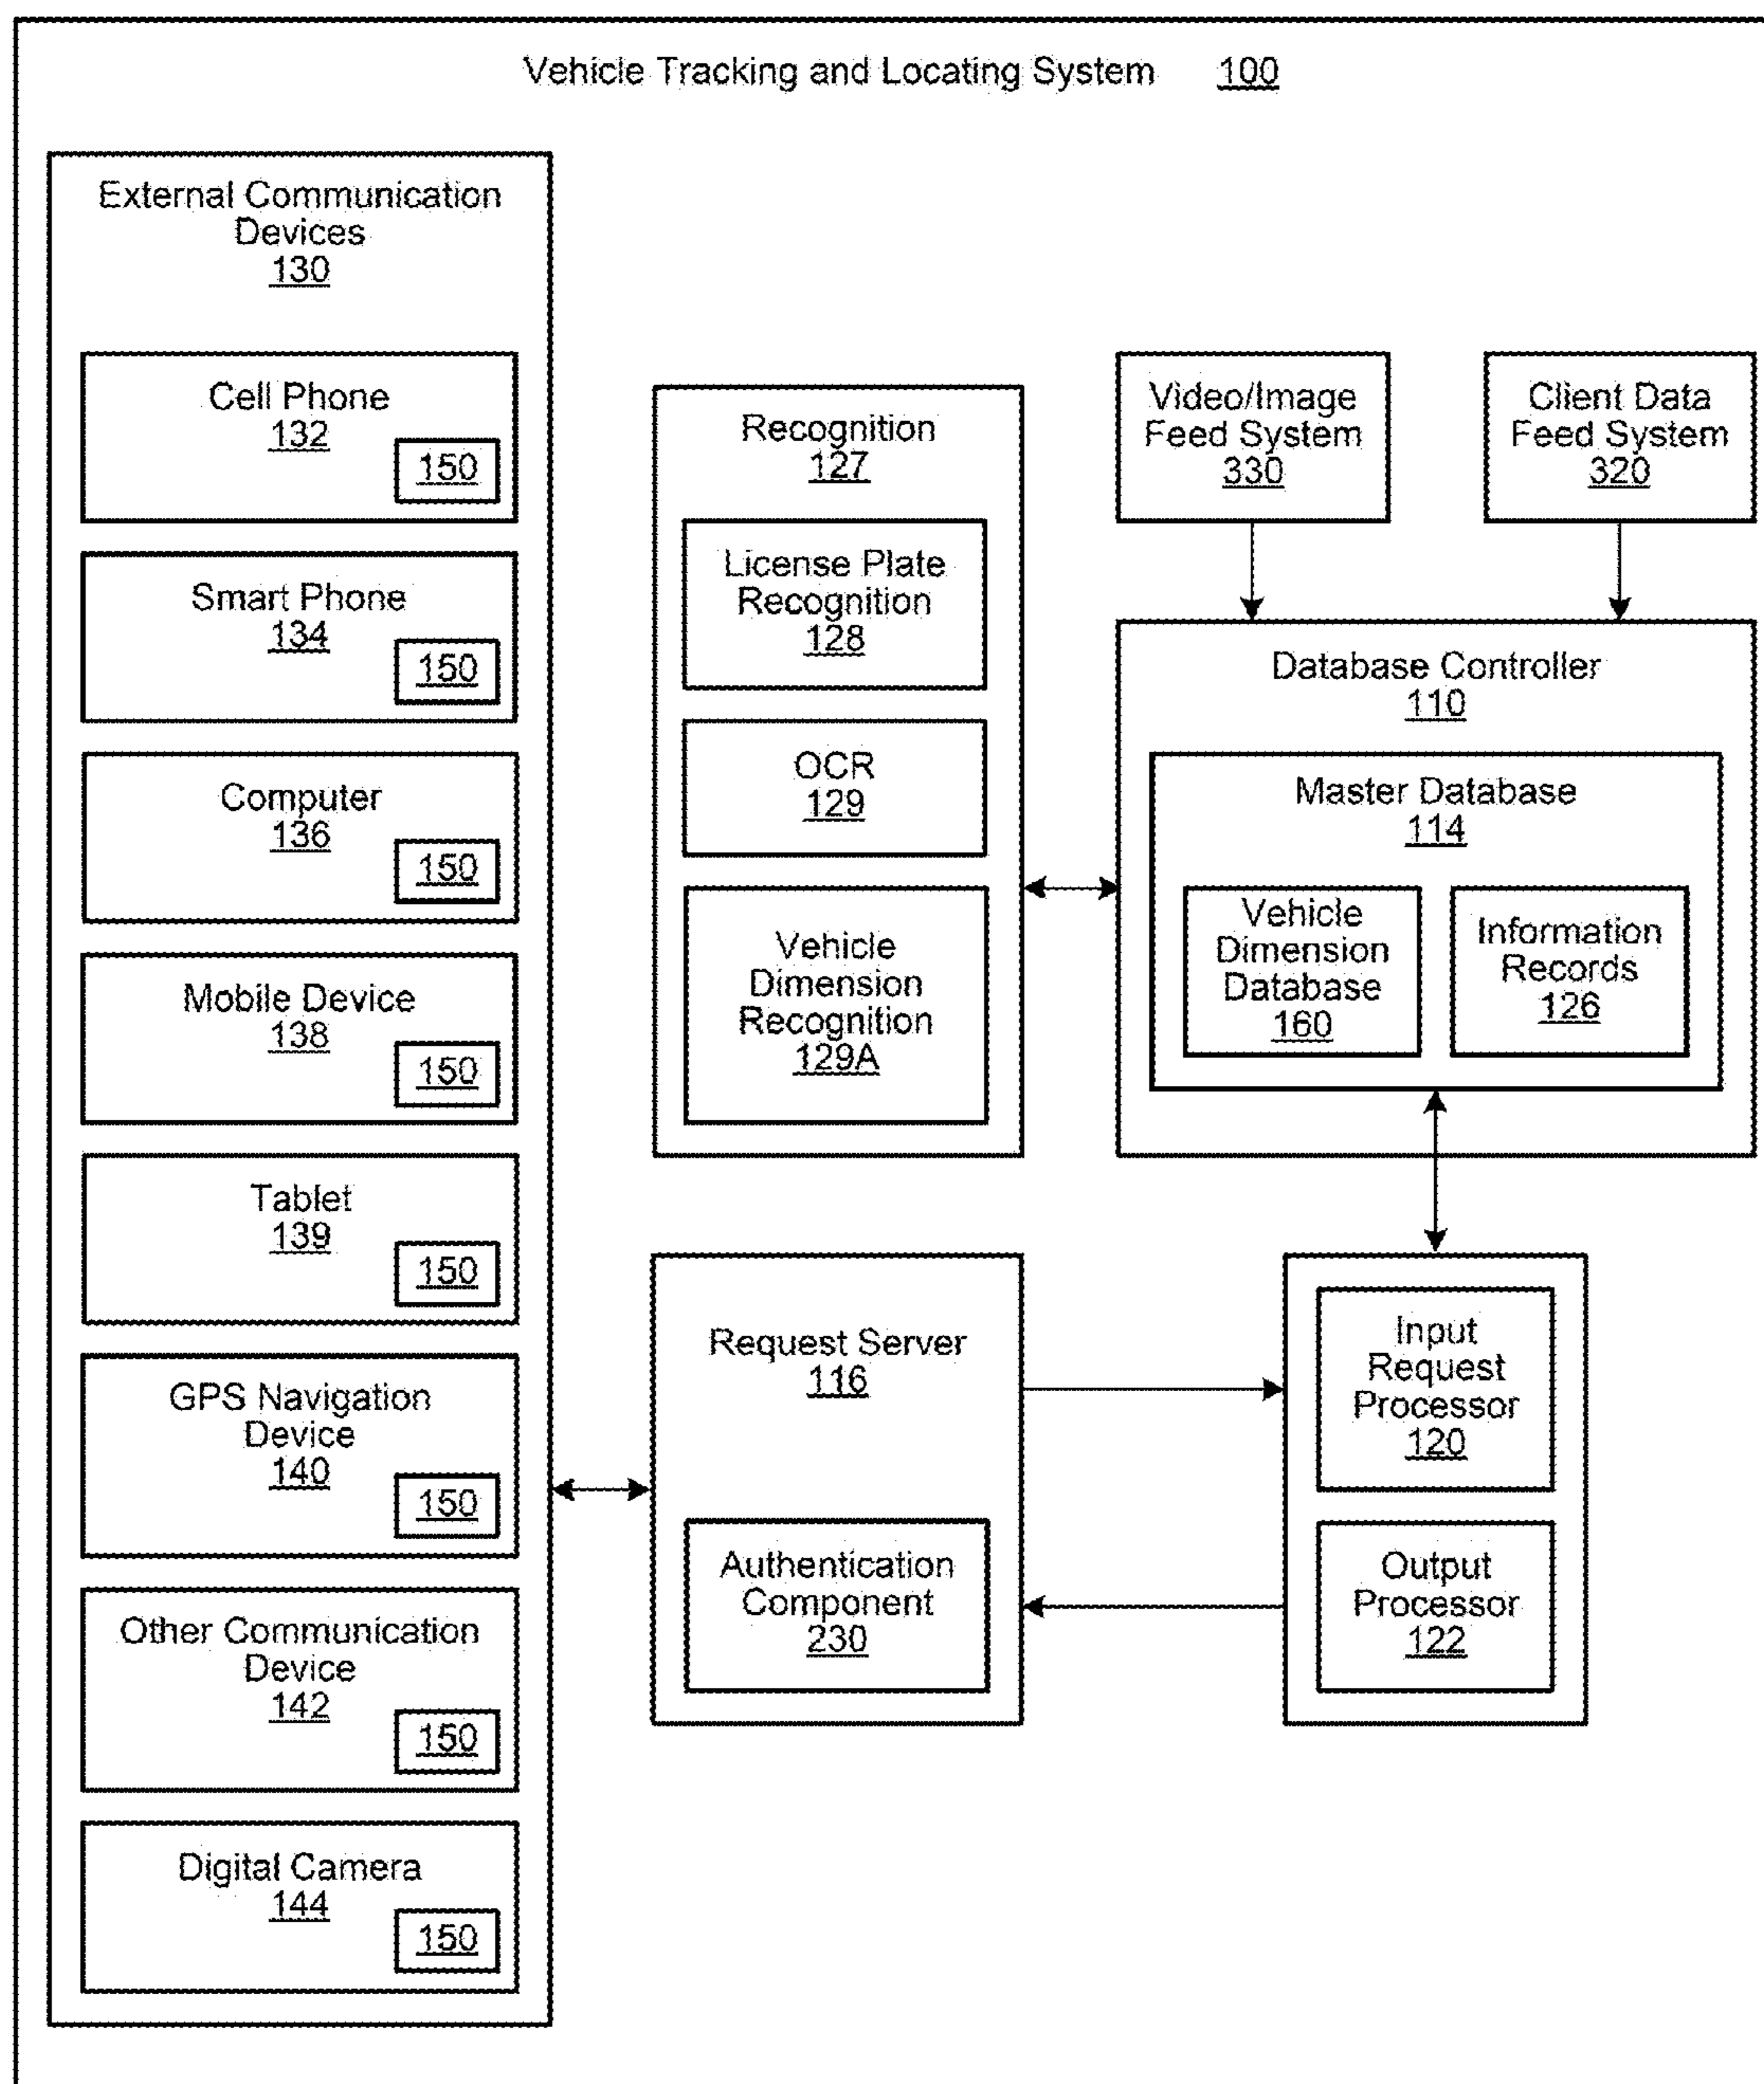 Vehicle Tracking and Locating System 100
External Communication
Devices
130
Cell Phone
132
150
Smart Phone
134
150
Computer
136
150
Mobile Device
138
150
Tablet
139
150
GPS Navigation
Device
140
150
Other Communication
Device
142
150
Digital Camera
144
150
Recognition
127
License Plate
Recognition
128
OCR
129
Vehicle
Dimension
Recognition
129A
Video/Image
Feed System
330
Client Data
Feed System
320
Database Controller
110
Master Database
114
Vehicle
Dimension
Database
160
Information
Records
126
Request Server
116
Authentication
Component
230
Input
Request
Processor
120
Output
Processor
122